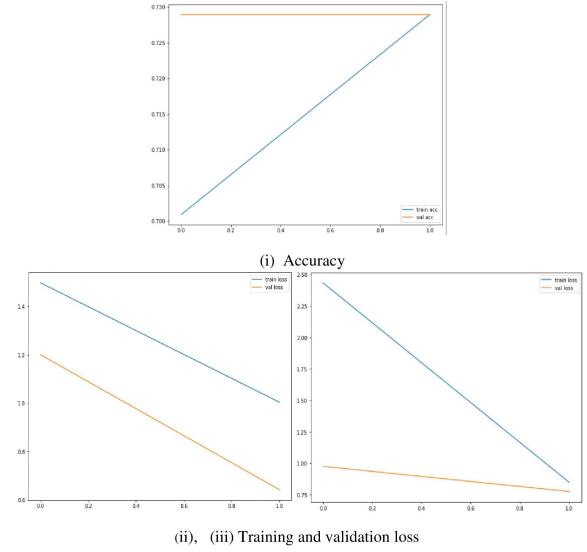 0.730
0.725
0.720
0.715
0.710
0.705
0.700
0.0 0.2 0.4 0.6 0.8 1.0
train acc
val acc
(i) Accuracy
1.4
1.2
1.0
0.8
0.6
0.0 0.2 0.4 0.6 0.8 1.0
train loss
val loss
2.50
2.25
2.00
1.75
1.50
1.25
1.00
0.75
0.0 0.2 0.4 0.6 0.8 1.0
train loss
val loss
(ii), (iii) Training and validation loss